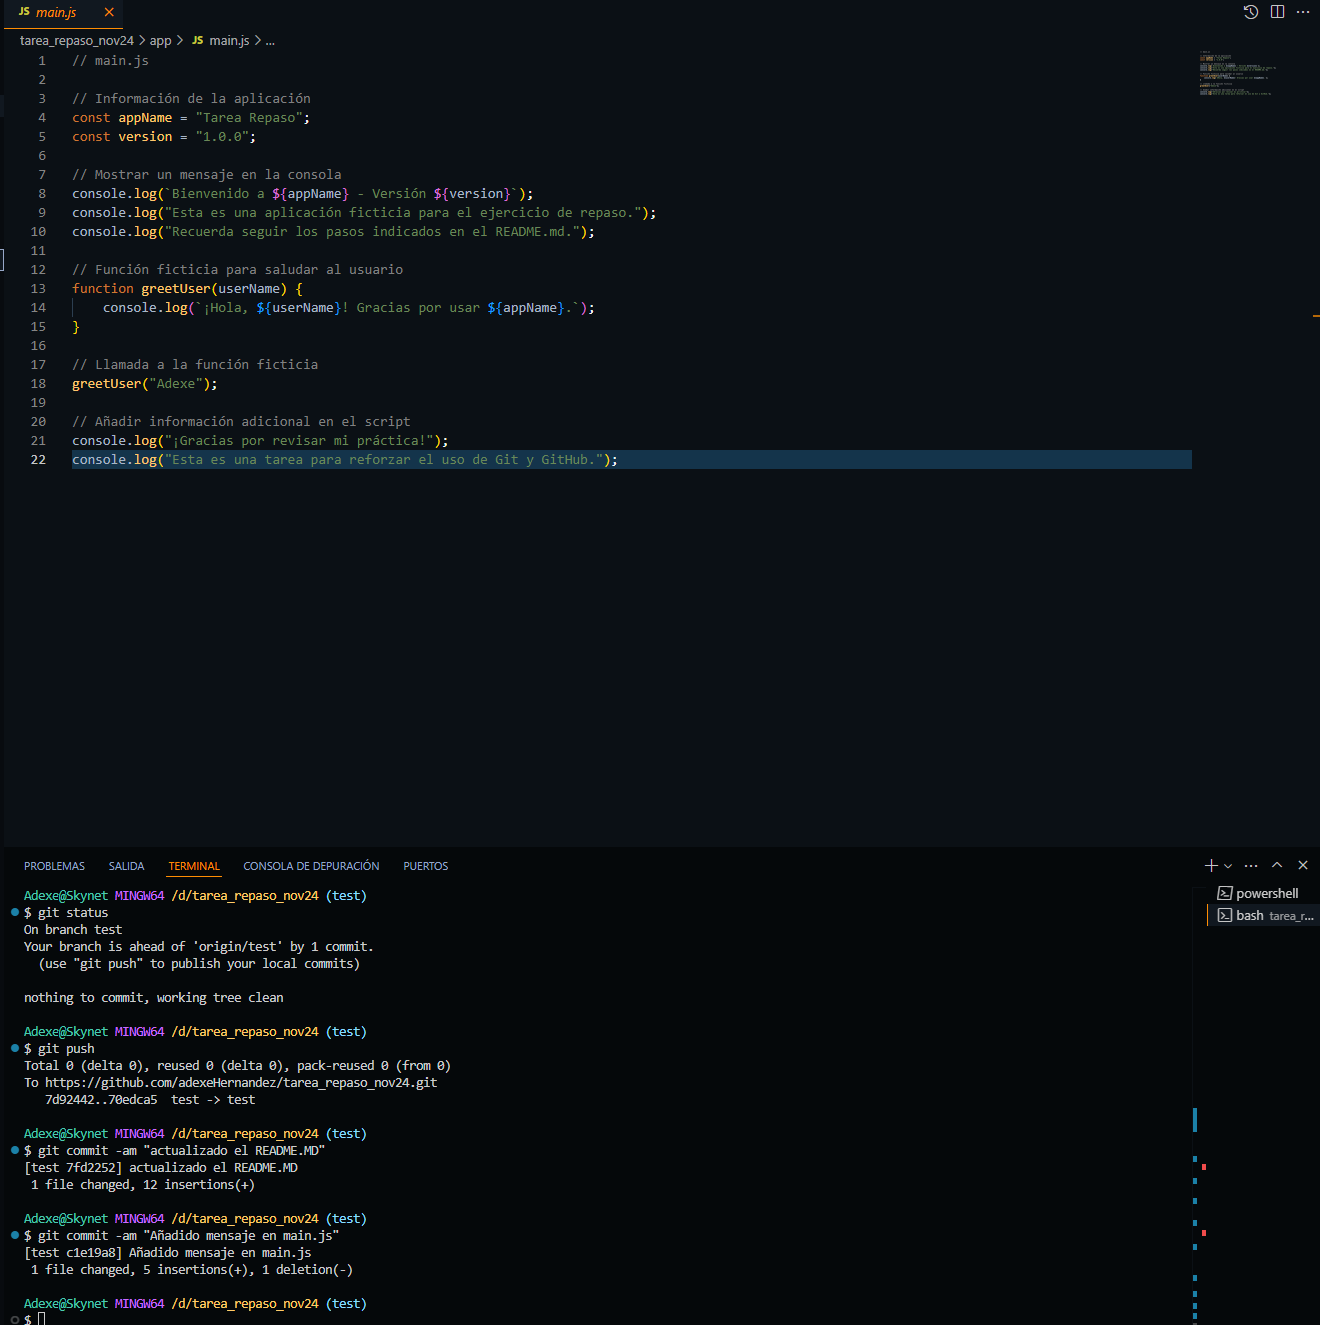 JS main.js
tarea_repaso_nov24 > app > JS main.js > ...
1 // main.js
2
3 // Información de la aplicación
4 const appName = "Tarea Repaso";
5 const version = "1.0.0";
6
7 // Mostrar un mensaje en la consola
8 console.log(`Bienvenido a ${appName} - Versión ${version}`);
9 console.log("Esta es una aplicación ficticia para el ejercicio de repaso.");
10 console.log("Recuerda seguir los pasos indicados en el README.md.");
11
12 // Función ficticia para saludar al usuario
13 function greetUser(userName) {
14     console.log(`¡Hola, ${userName}! Gracias por usar ${appName}.`);
15 }
16
17 // Llamada a la función ficticia
18 greetUser("Adexe");
19
20 // Añadir información adicional en el script
21 console.log("¡Gracias por revisar mi práctica!");
22 console.log("Esta es una tarea para reforzar el uso de Git y GitHub.");
PROBLEMAS SALIDA TERMINAL CONSOLA DE DEPURACIÓN PUERTOS
powershell
bash tarea_r...
Adexe@Skynet MINGW64 /d/tarea_repaso_nov24 (test)
$ git status
On branch test
Your branch is ahead of 'origin/test' by 1 commit.
  (use "git push" to publish your local commits)

nothing to commit, working tree clean

Adexe@Skynet MINGW64 /d/tarea_repaso_nov24 (test)
$ git push
Total 0 (delta 0), reused 0 (delta 0), pack-reused 0 (from 0)
To https://github.com/adexeHernandez/tarea_repaso_nov24.git
   7d92442..70edca5  test -> test

Adexe@Skynet MINGW64 /d/tarea_repaso_nov24 (test)
$ git commit -am "actualizado el README.MD"
[test 7fd2252] actualizado el README.MD
 1 file changed, 12 insertions(+)

Adexe@Skynet MINGW64 /d/tarea_repaso_nov24 (test)
$ git commit -am "Añadido mensaje en main.js"
[test c1e19a8] Añadido mensaje en main.js
 1 file changed, 5 insertions(+), 1 deletion(-)

Adexe@Skynet MINGW64 /d/tarea_repaso_nov24 (test)
$